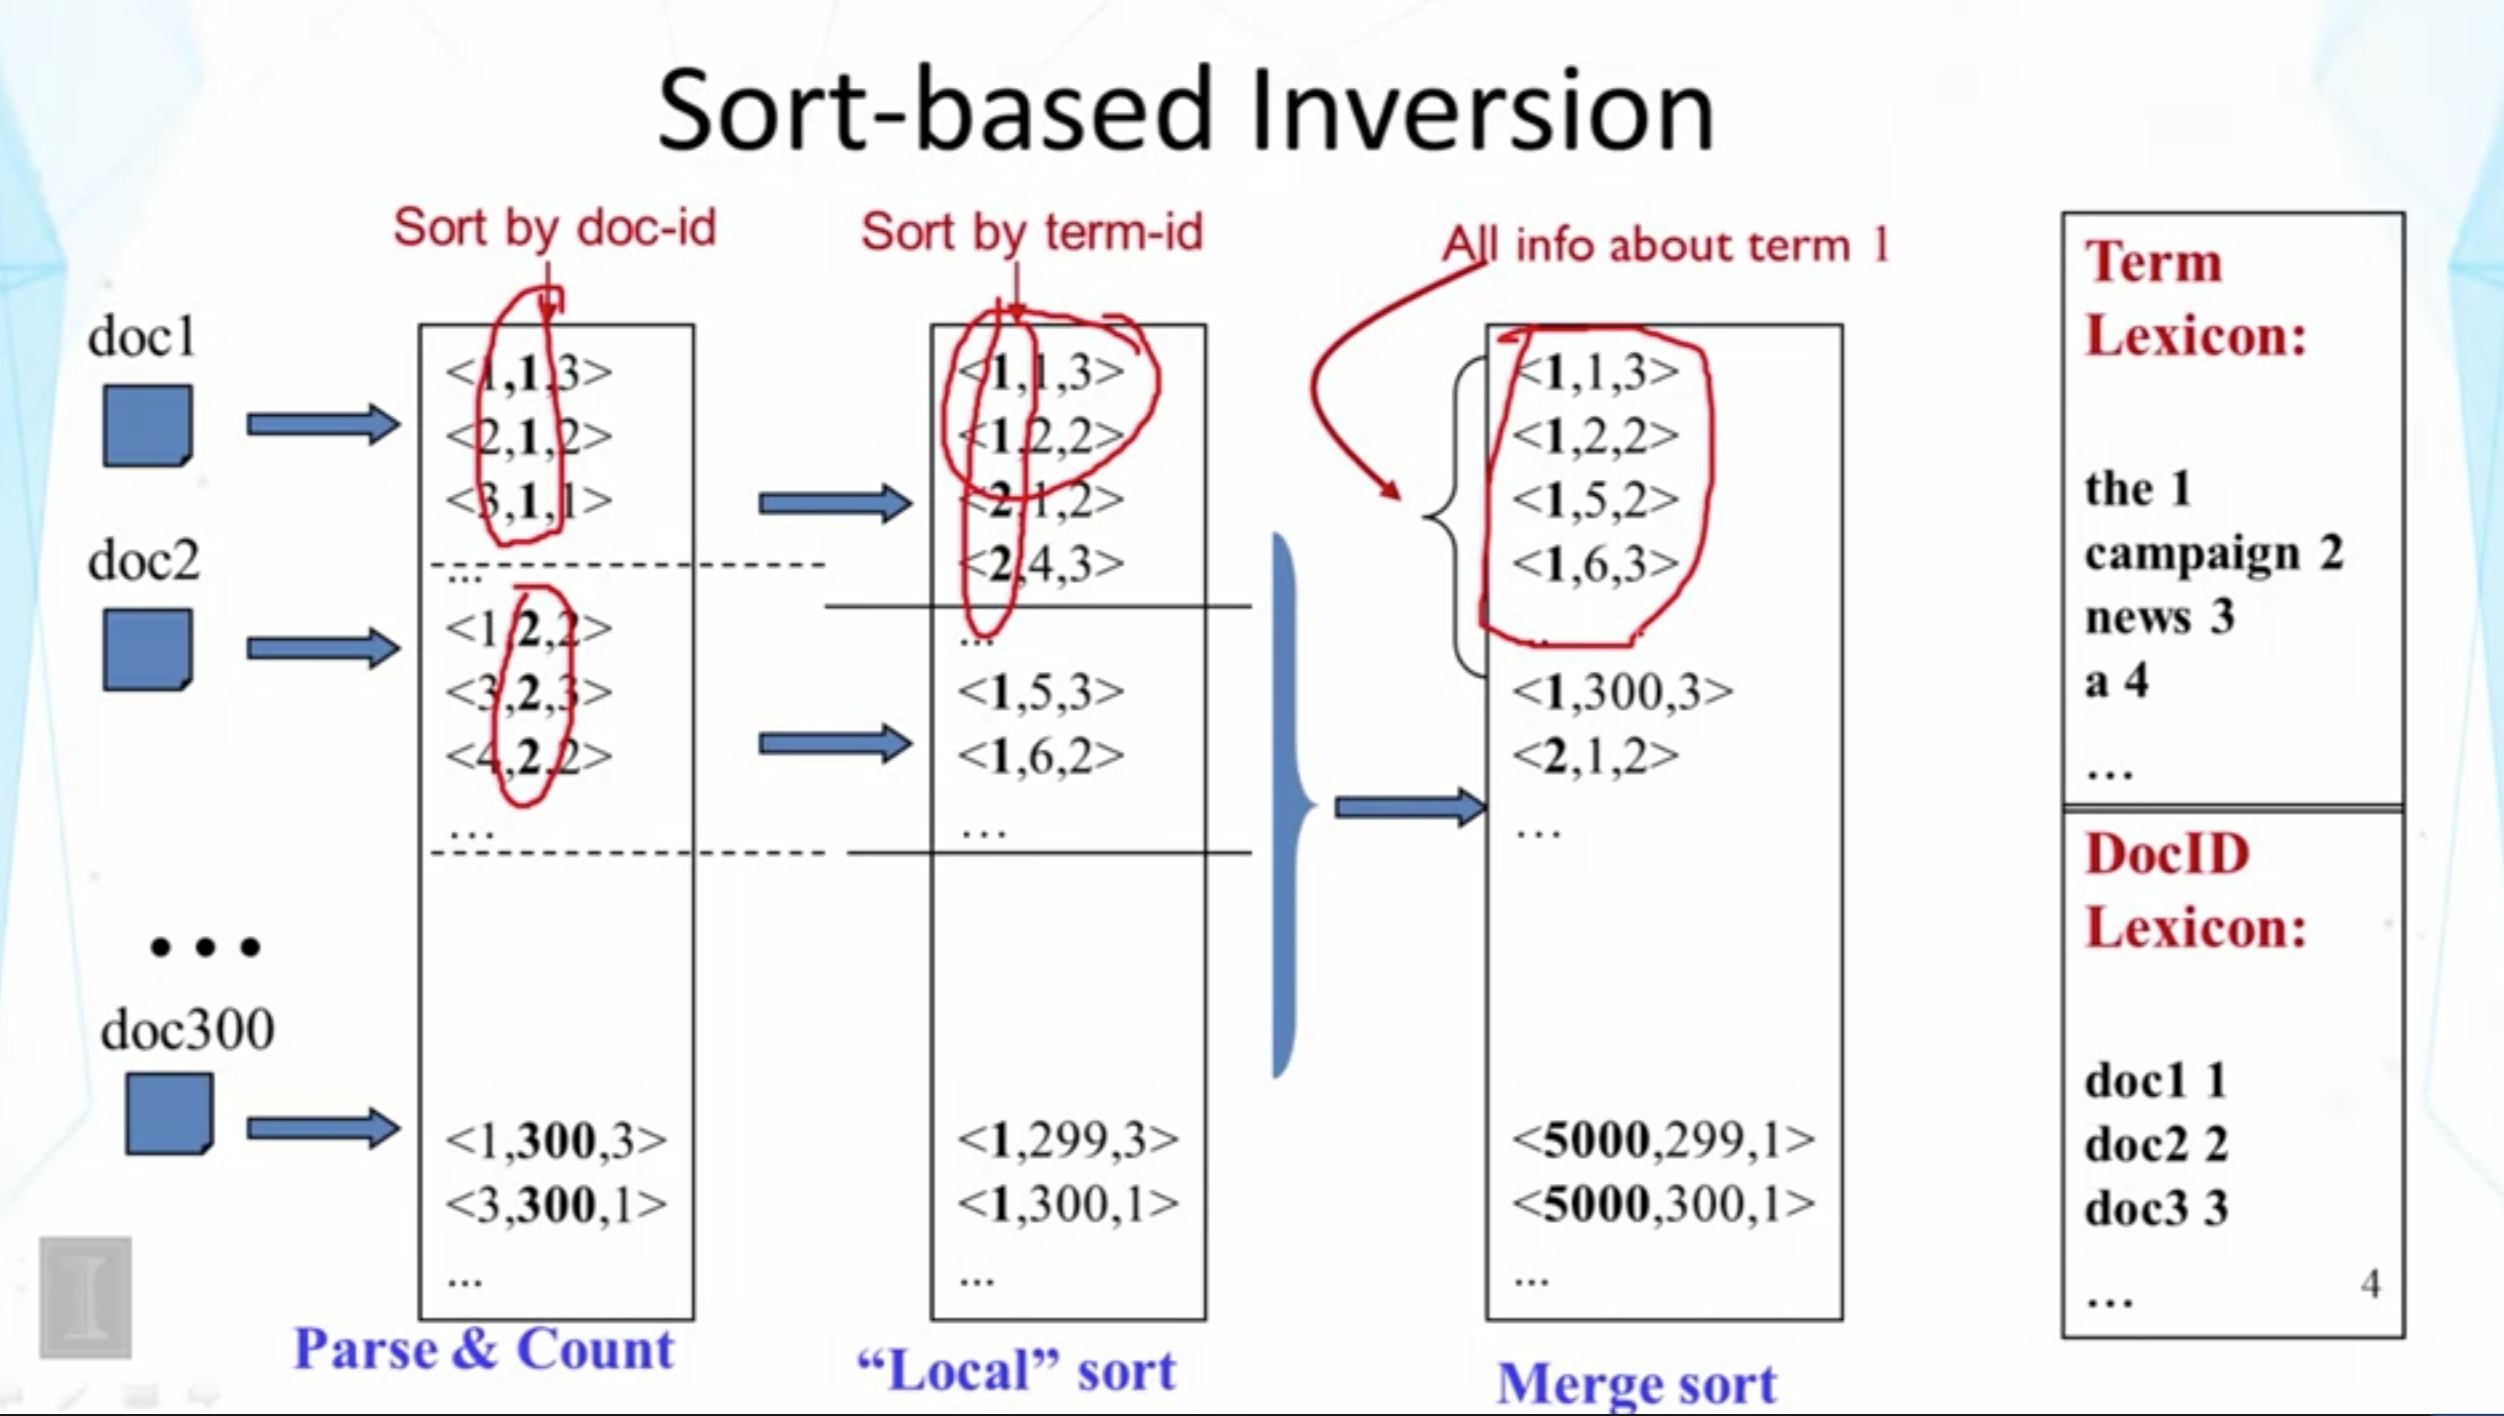 Sort-based Inversion
Sort by doc-id
Sort by term-id
All info about term 1
doc1
doc2
...
doc300
<1,1,3>
<2,1,2>
<3,1,1>
...
<1,2,2>
<3,2,3>
<4,2,2>
...
<1,300,3>
<3,300,1>
...
Parse & Count
<1,1,3>
<1,2,2>
<2,1,2>
<2,4,3>
...
<1,5,3>
<1,6,2>
...
<1,299,3>
<1,300,1>
...
“Local” sort
<1,1,3>
<1,2,2>
<1,5,2>
<1,6,3>
...
<1,300,3>
<2,1,2>
...
<5000,299,1>
<5000,300,1>
...
Merge sort
Term
Lexicon:
the 1
campaign 2
news 3
a 4
...
DocID
Lexicon:
doc1 1
doc2 2
doc3 3
...
4
I